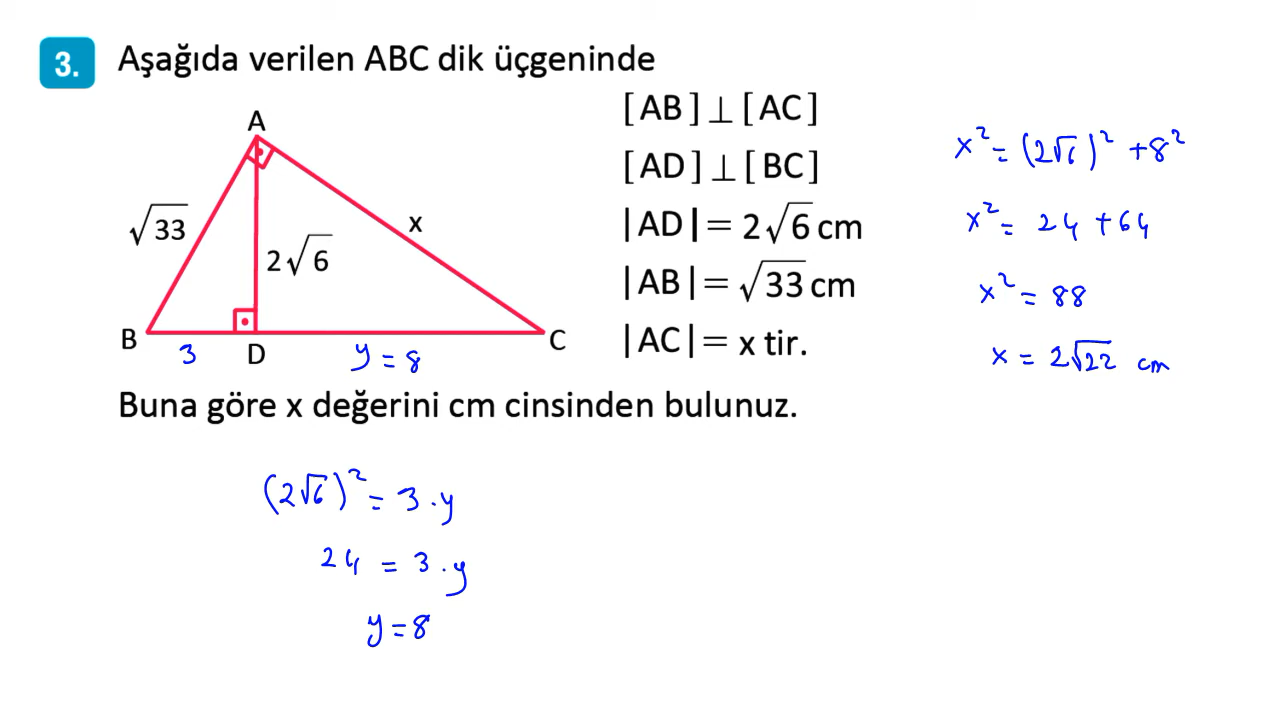 3. Aşağıda verilen ABC dik üçgeninde
A
√33
x
2√6
B
3
D
y = 8
C
[AB] ⊥ [AC]
[AD] ⊥ [BC]
|AD| = 2√6 cm
|AB| = √33 cm
|AC| = x tir.
Buna göre x değerini cm cinsinden bulunuz.
(2√6)² = 3 . y
24 = 3 . y
y = 8
x² = (2√6)² + 8²
x² = 24 + 64
x² = 88
x = 2√22 cm